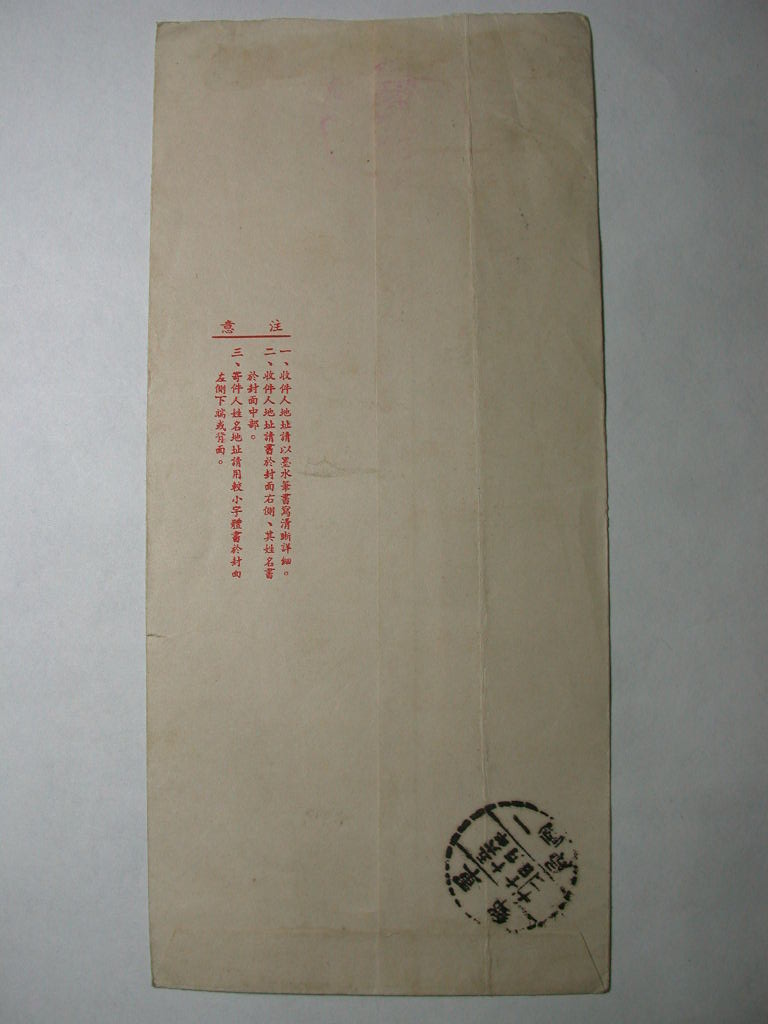 注意
一、收件人地址請以墨水筆書寫清晰詳細。
二、收件人地址請書於封面右側、其姓名書
於封面中部。
三、寄件人姓名地址請用較小字體書於封面
左側下端或背面。